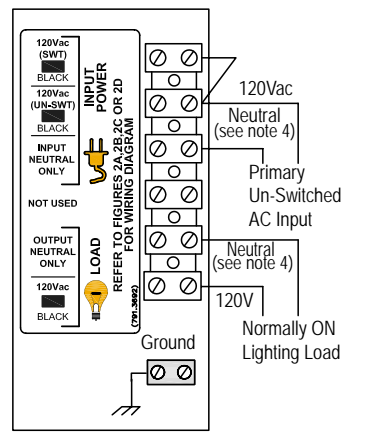 120Vac
(SWT)
BLACK
120Vac
(UN-SWT)
BLACK
INPUT
NEUTRAL
ONLY
NOT USED
OUTPUT
NEUTRAL
ONLY
120Vac
BLACK
INPUT
POWER
LOAD
REFER TO FIGURES 2A,2B,2C OR 2D
FOR WIRING DIAGRAM
(791.3692)
120Vac
Neutral
(see note 4)
Primary
Un-Switched
AC Input
Neutral
(see note 4)
120V
Normally ON
Lighting Load
Ground